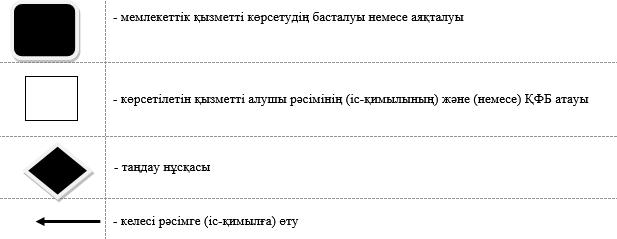 - мемлекеттік қызметті көрсетудің басталуы немесе аяқталуы
- көрсетілетін қызметті алушы рәсімінің (іс-қимылының) және (немесе) ҚФБ атауы
- таңдау нұсқасы
- келесі рәсімге (іс-қимылға) өту